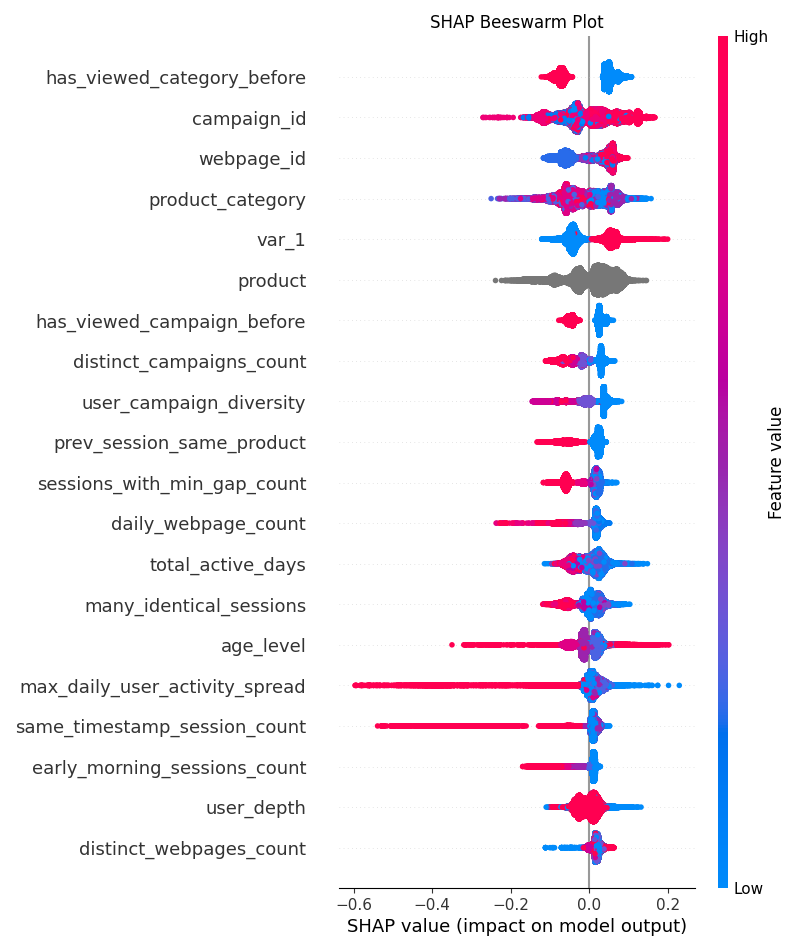 SHAP Beeswarm Plot
High
has_viewed_category_before
campaign_id
webpage_id
product_category
var_1
product
has_viewed_campaign_before
distinct_campaigns_count
user_campaign_diversity
prev_session_same_product
sessions_with_min_gap_count
daily_webpage_count
total_active_days
many_identical_sessions
age_level
max_daily_user_activity_spread
same_timestamp_session_count
early_morning_sessions_count
user_depth
distinct_webpages_count
Feature value
Low
−0.6 −0.4 −0.2 0.0 0.2
SHAP value (impact on model output)